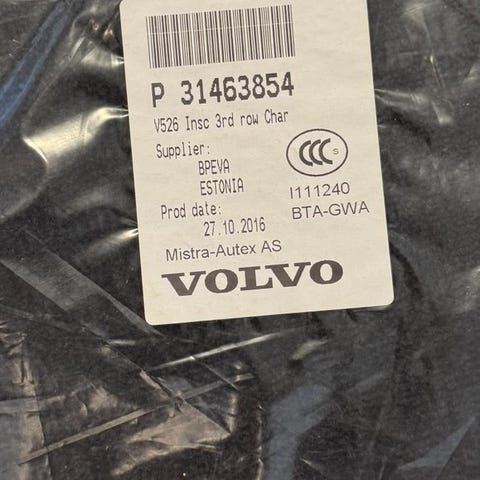 P 31463854
V526 Insc 3rd row Char
Supplier:
BPEVA
ESTONIA
Prod date:
27.10.2016
CCC S
I111240
BTA-GWA
Mistra-Autex AS
VOLVO